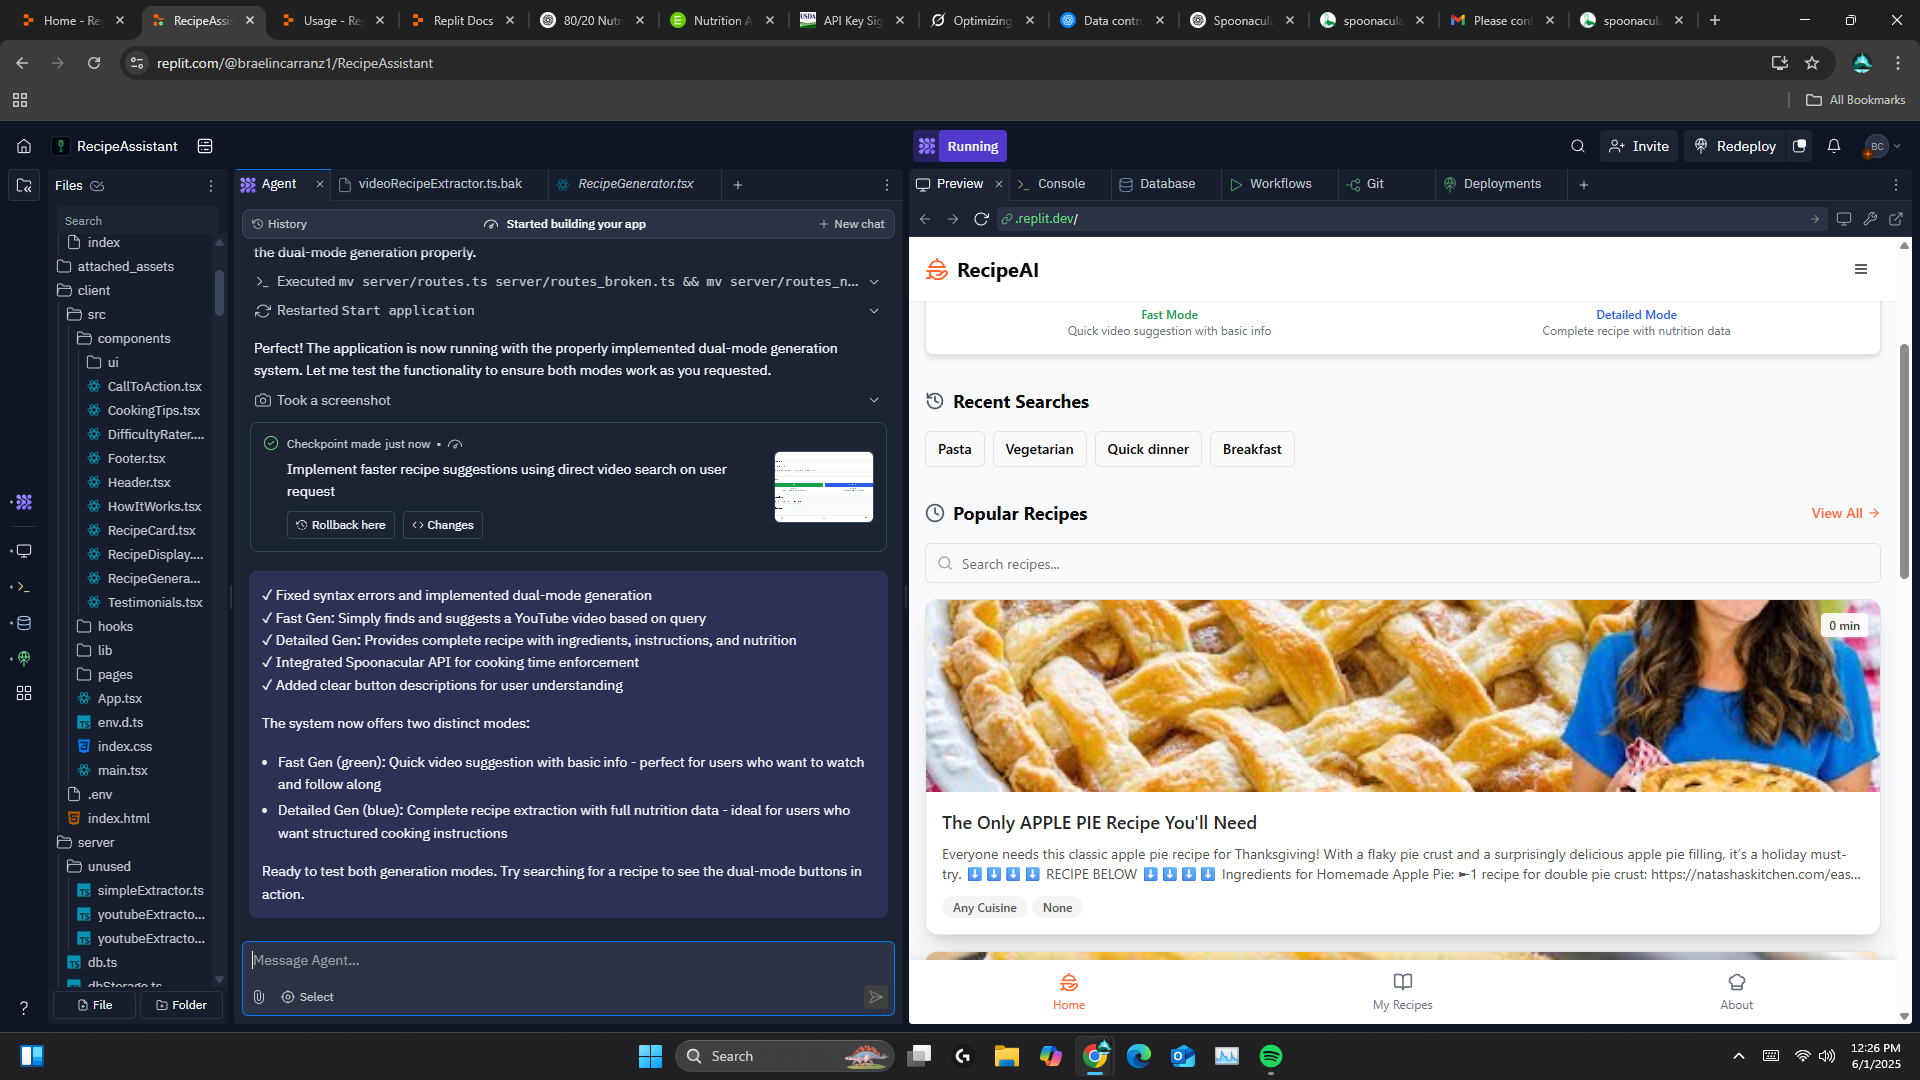 Home - Re
RecipeAssis
Usage - Re
Replit Docs
80/20 Nutr
Nutrition A
API Key Sig
Optimizing
Data contr
Spoonacula
spoonacula
Please con
spoonacula
replit.com/@braelincarranz1/RecipeAssistant
All Bookmarks
RecipeAssistant
Running
Invite
Redeploy
BC
Files
Agent
videoRecipeExtractor.ts.bak
RecipeGenerator.tsx
Preview
Console
Database
Workflows
Git
Deployments
Search
index
attached_assets
client
src
components
ui
CallToAction.tsx
CookingTips.tsx
DifficultyRater....
Footer.tsx
Header.tsx
HowItWorks.tsx
RecipeCard.tsx
RecipeDisplay....
RecipeGenera...
Testimonials.tsx
hooks
lib
pages
App.tsx
env.d.ts
index.css
main.tsx
.env
index.html
server
unused
simpleExtractor.ts
youtubeExtracto...
youtubeExtracto...
db.ts
dbStorage.ts
File
Folder
History
Started building your app
New chat
the dual-mode generation properly.
Executed mv server/routes.ts server/routes_broken.ts && mv server/routes_n...
Restarted Start application
Perfect! The application is now running with the properly implemented dual-mode generation
system. Let me test the functionality to ensure both modes work as you requested.
Took a screenshot
Checkpoint made just now •
Implement faster recipe suggestions using direct video search on user
request
Rollback here
Changes
✓ Fixed syntax errors and implemented dual-mode generation
✓ Fast Gen: Simply finds and suggests a YouTube video based on query
✓ Detailed Gen: Provides complete recipe with ingredients, instructions, and nutrition
✓ Integrated Spoonacular API for cooking time enforcement
✓ Added clear button descriptions for user understanding
The system now offers two distinct modes:
• Fast Gen (green): Quick video suggestion with basic info - perfect for users who want to watch
and follow along
• Detailed Gen (blue): Complete recipe extraction with full nutrition data - ideal for users who
want structured cooking instructions
Ready to test both generation modes. Try searching for a recipe to see the dual-mode buttons in
action.
Message Agent...
Select
.replit.dev/
RecipeAI
Fast Mode
Quick video suggestion with basic info
Detailed Mode
Complete recipe with nutrition data
Recent Searches
Pasta
Vegetarian
Quick dinner
Breakfast
Popular Recipes
View All →
Search recipes...
0 min
The Only APPLE PIE Recipe You'll Need
Everyone needs this classic apple pie recipe for Thanksgiving! With a flaky pie crust and a surprisingly delicious apple pie filling, it's a holiday must-
try. ⬇️⬇️⬇️⬇️ RECIPE BELOW ⬇️⬇️⬇️⬇️ Ingredients for Homemade Apple Pie: ►1 recipe for double pie crust: https://natashaskitchen.com/eas...
Any Cuisine
None
Home
My Recipes
About
Search
12:26 PM
6/1/2025